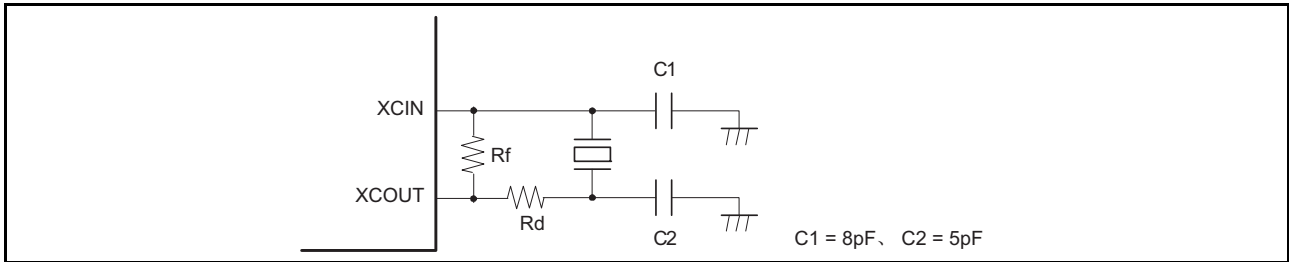 C1
XCIN
Rf
XCOUT
Rd
C2
C1 = 8pF、 C2 = 5pF